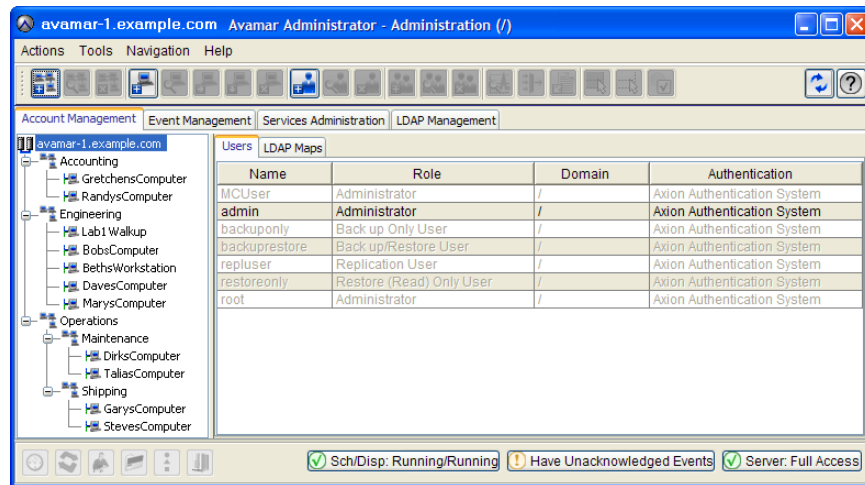 avamar-1.example.com Avamar Administrator - Administration (/)
Actions Tools Navigation Help
Account Management Event Management Services Administration LDAP Management
avamar-1.example.com
Accounting
GretchensComputer
RandysComputer
Engineering
Lab1Walkup
BobsComputer
BethsWorkstation
DavesComputer
MarysComputer
Operations
Maintenance
DirksComputer
TaliasComputer
Shipping
GarysComputer
StevesComputer
Users LDAP Maps
Name Role Domain Authentication
MCUser Administrator / Axion Authentication System
admin Administrator / Axion Authentication System
backuponly Back up Only User / Axion Authentication System
backuprestore Back up/Restore User / Axion Authentication System
repluser Replication User / Axion Authentication System
restoreonly Restore (Read) Only User / Axion Authentication System
root Administrator / Axion Authentication System
Sch/Disp: Running/Running Have Unacknowledged Events Server: Full Access